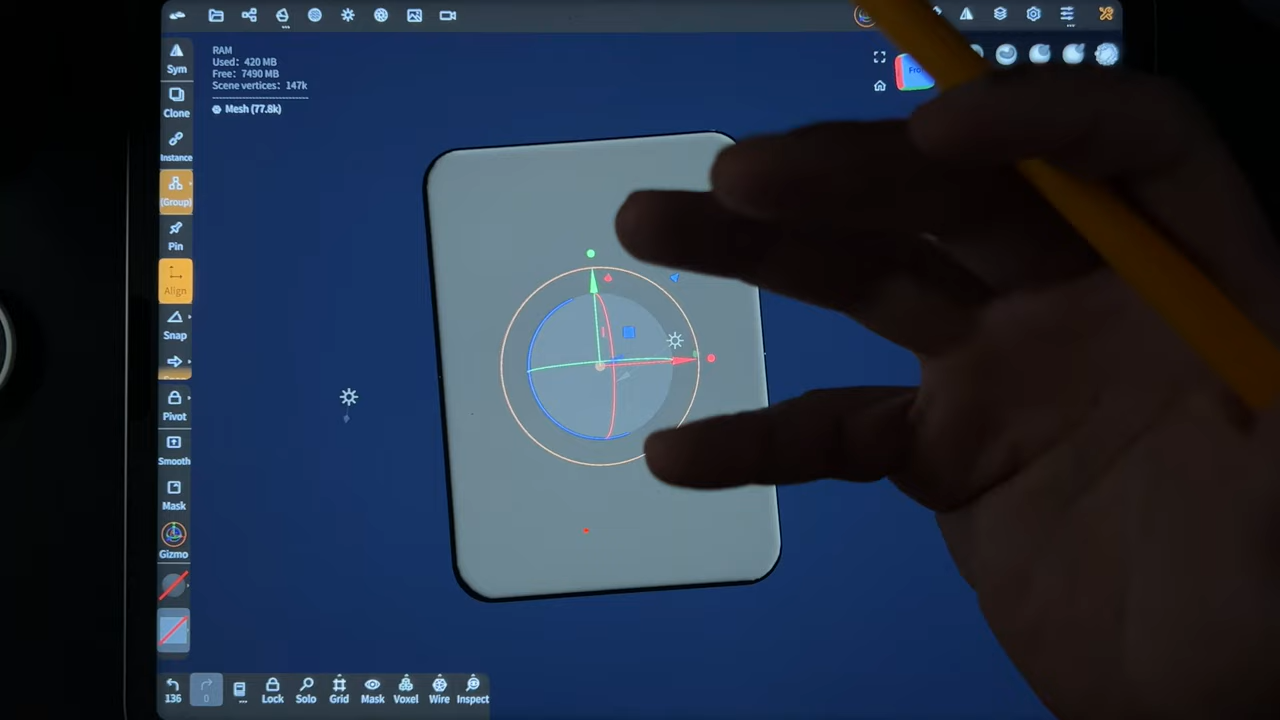 RAM
Used: 420 MB
Free: 7490 MB
Scene vertices: 147k
Mesh (77.8k)
Sym
Clone
Instance
(Group)
Pin
Align
Snap
Pivot
Smooth
Mask
Gizmo
136
0
Lock
Solo
Grid
Mask
Voxel
Wire
Inspect